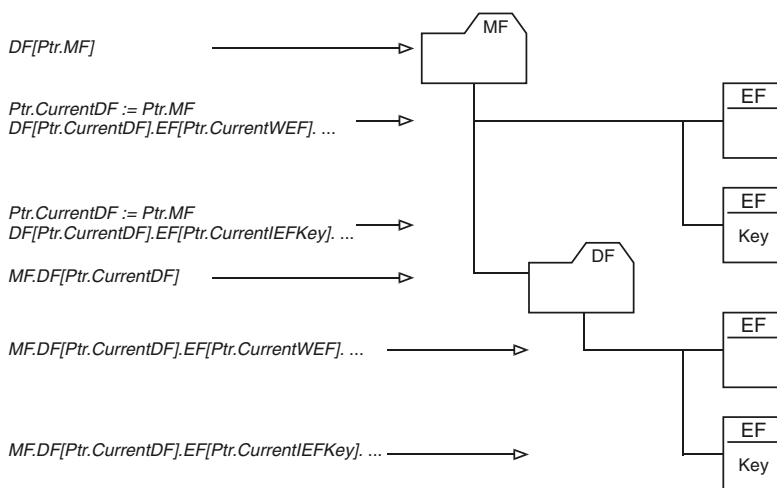 MF
DF[Ptr.MF]
EF
Ptr.CurrentDF := Ptr.MF
DF[Ptr.CurrentDF].EF[Ptr.CurrentWEF]. ...
EF
Key
Ptr.CurrentDF := Ptr.MF
DF[Ptr.CurrentDF].EF[Ptr.CurrentIEFKey]. ...
DF
MF.DF[Ptr.CurrentDF]
EF
MF.DF[Ptr.CurrentDF].EF[Ptr.CurrentWEF]. ...
EF
Key
MF.DF[Ptr.CurrentDF].EF[Ptr.CurrentIEFKey]. ...